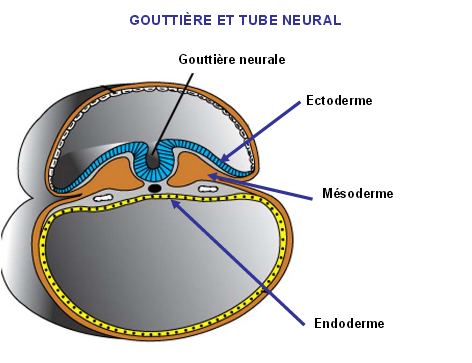 GOUTTIÈRE ET TUBE NEURAL
Gouttière neurale
Ectoderme
Mésoderme
Endoderme